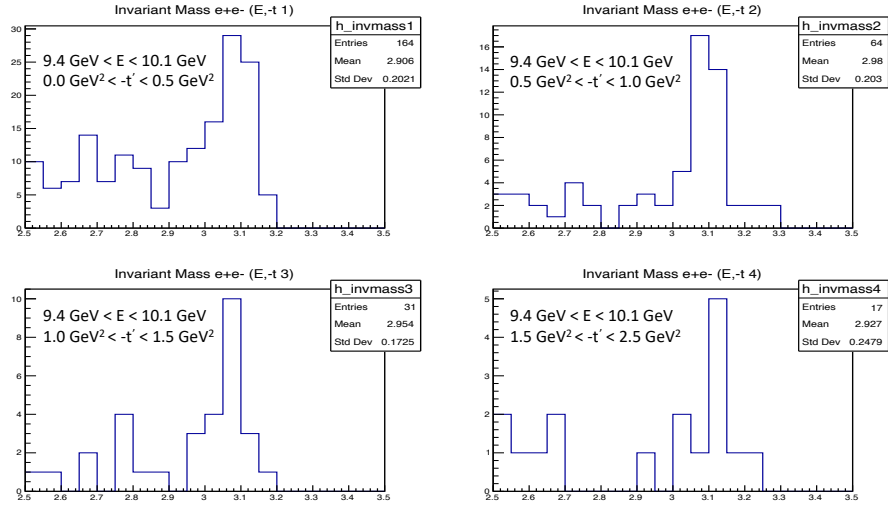 Invariant Mass e+e- (E,-t 1)
h_invmass1
Entries 164
Mean 2.906
Std Dev 0.2021
9.4 GeV < E < 10.1 GeV
0.0 GeV² < -t′ < 0.5 GeV²
30
25
20
15
10
5
0
2.5 2.6 2.7 2.8 2.9 3 3.1 3.2 3.3 3.4 3.5
Invariant Mass e+e- (E,-t 2)
h_invmass2
Entries 64
Mean 2.98
Std Dev 0.203
9.4 GeV < E < 10.1 GeV
0.5 GeV² < -t′ < 1.0 GeV²
16
14
12
10
8
6
4
2
0
2.5 2.6 2.7 2.8 2.9 3 3.1 3.2 3.3 3.4 3.5
Invariant Mass e+e- (E,-t 3)
h_invmass3
Entries 31
Mean 2.954
Std Dev 0.1725
9.4 GeV < E < 10.1 GeV
1.0 GeV² < -t′ < 1.5 GeV²
10
8
6
4
2
0
2.5 2.6 2.7 2.8 2.9 3 3.1 3.2 3.3 3.4 3.5
Invariant Mass e+e- (E,-t 4)
h_invmass4
Entries 17
Mean 2.927
Std Dev 0.2479
9.4 GeV < E < 10.1 GeV
1.5 GeV² < -t′ < 2.5 GeV²
5
4
3
2
1
0
2.5 2.6 2.7 2.8 2.9 3 3.1 3.2 3.3 3.4 3.5